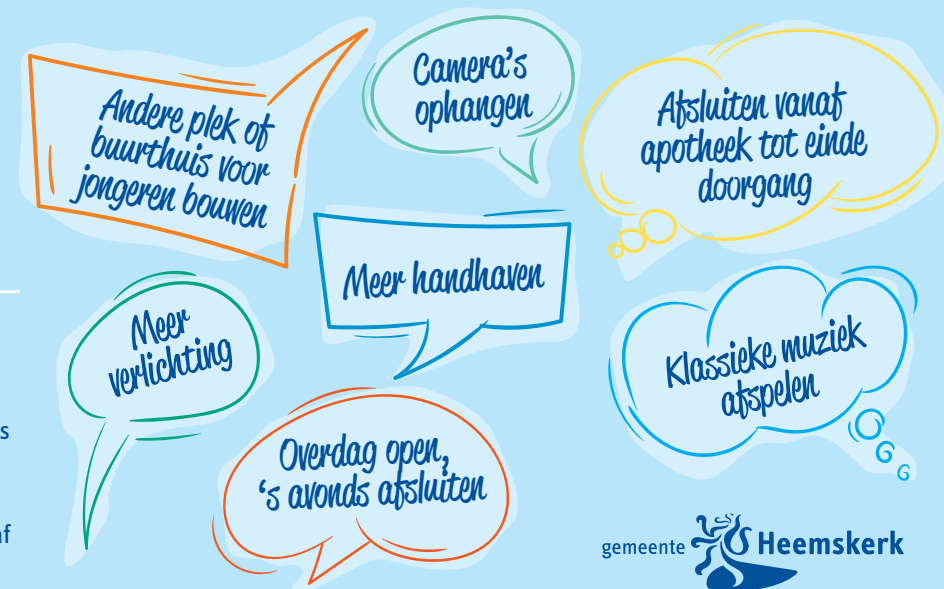 Andere plek of
buurthuis voor
jongeren bouwen
Camera's
ophangen
Afsluiten vanaf
apotheek tot einde
doorgang
Meer handhaven
Meer
verlichting
Klassieke muziek
afspelen
Overdag open,
‘s avonds afsluiten
gemeente Heemskerk